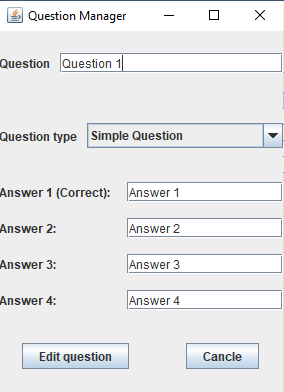 Question Manager
Question Question 1
Question type Simple Question
Answer 1 (Correct): Answer 1
Answer 2: Answer 2
Answer 3: Answer 3
Answer 4: Answer 4
Edit question Cancle